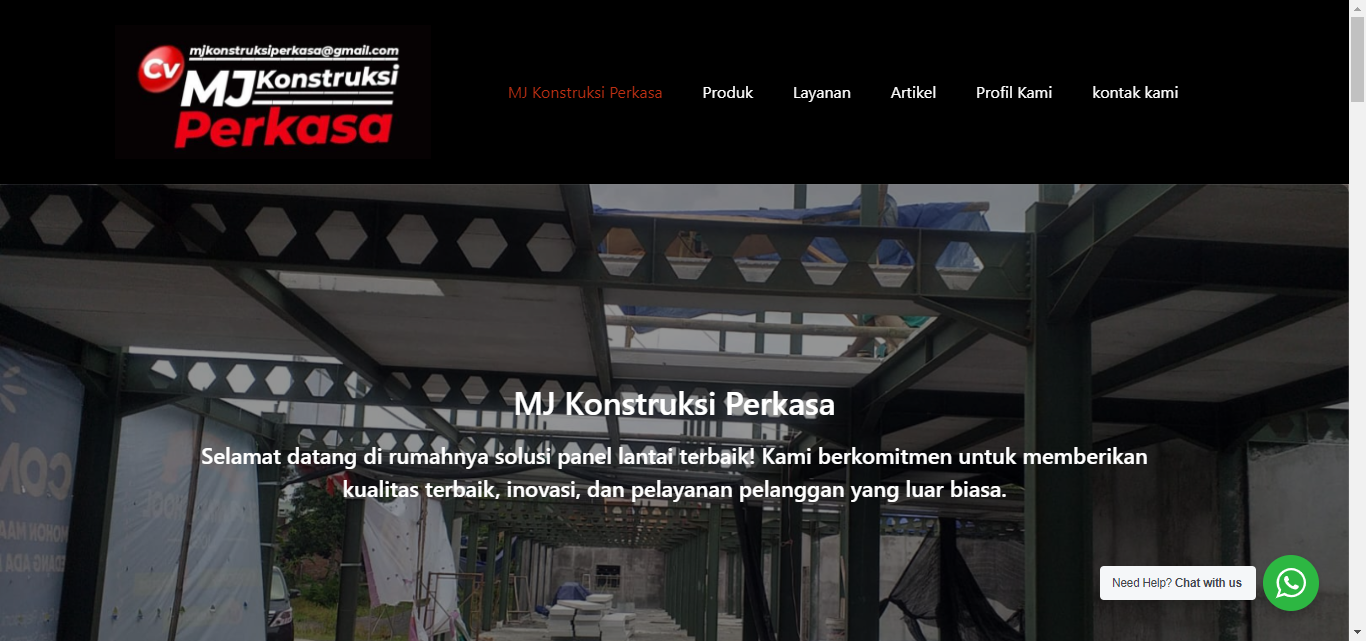 mjkonstruksiperkasa@gmail.com
CV
MJ Konstruksi
Perkasa
MJ Konstruksi Perkasa
Produk
Layanan
Artikel
Profil Kami
kontak kami
MJ Konstruksi Perkasa
Selamat datang di rumahnya solusi panel lantai terbaik! Kami berkomitmen untuk memberikan
kualitas terbaik, inovasi, dan pelayanan pelanggan yang luar biasa.
Need Help? Chat with us